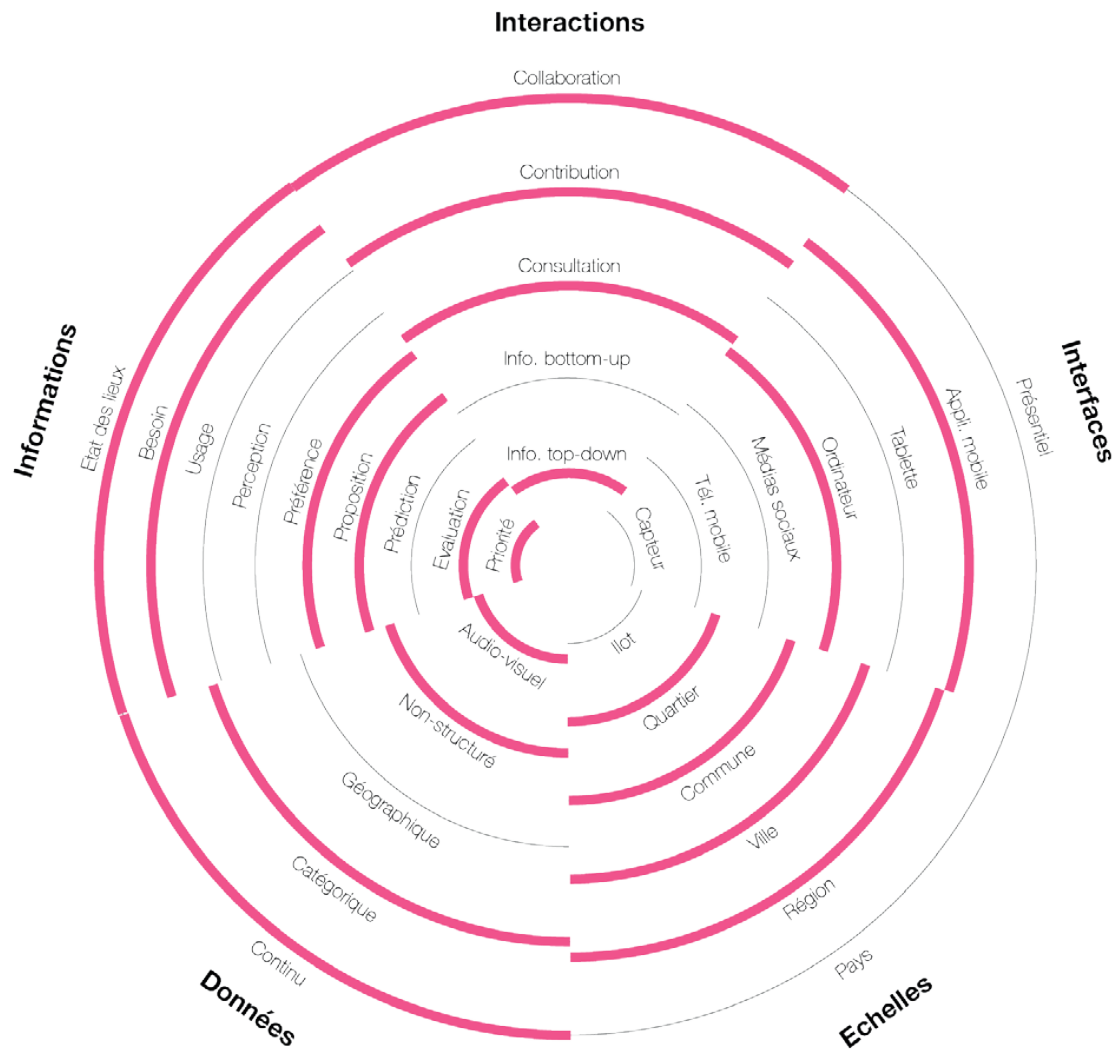 Interactions
Collaboration
Contribution
Consultation
Info. bottom-up
Info. top-down
Informations
Etat des lieux
Besoin
Usage
Perception
Préférence
Proposition
Prédiction
Evaluation
Priorité
Interfaces
Présentiel
Appli. mobile
Tablette
Ordinateur
Médias sociaux
Tél. mobile
Capteur
Données
Audio-visuel
Non-structuré
Géographique
Catégorique
Continu
Echelles
Ilot
Quartier
Commune
Ville
Région
Pays